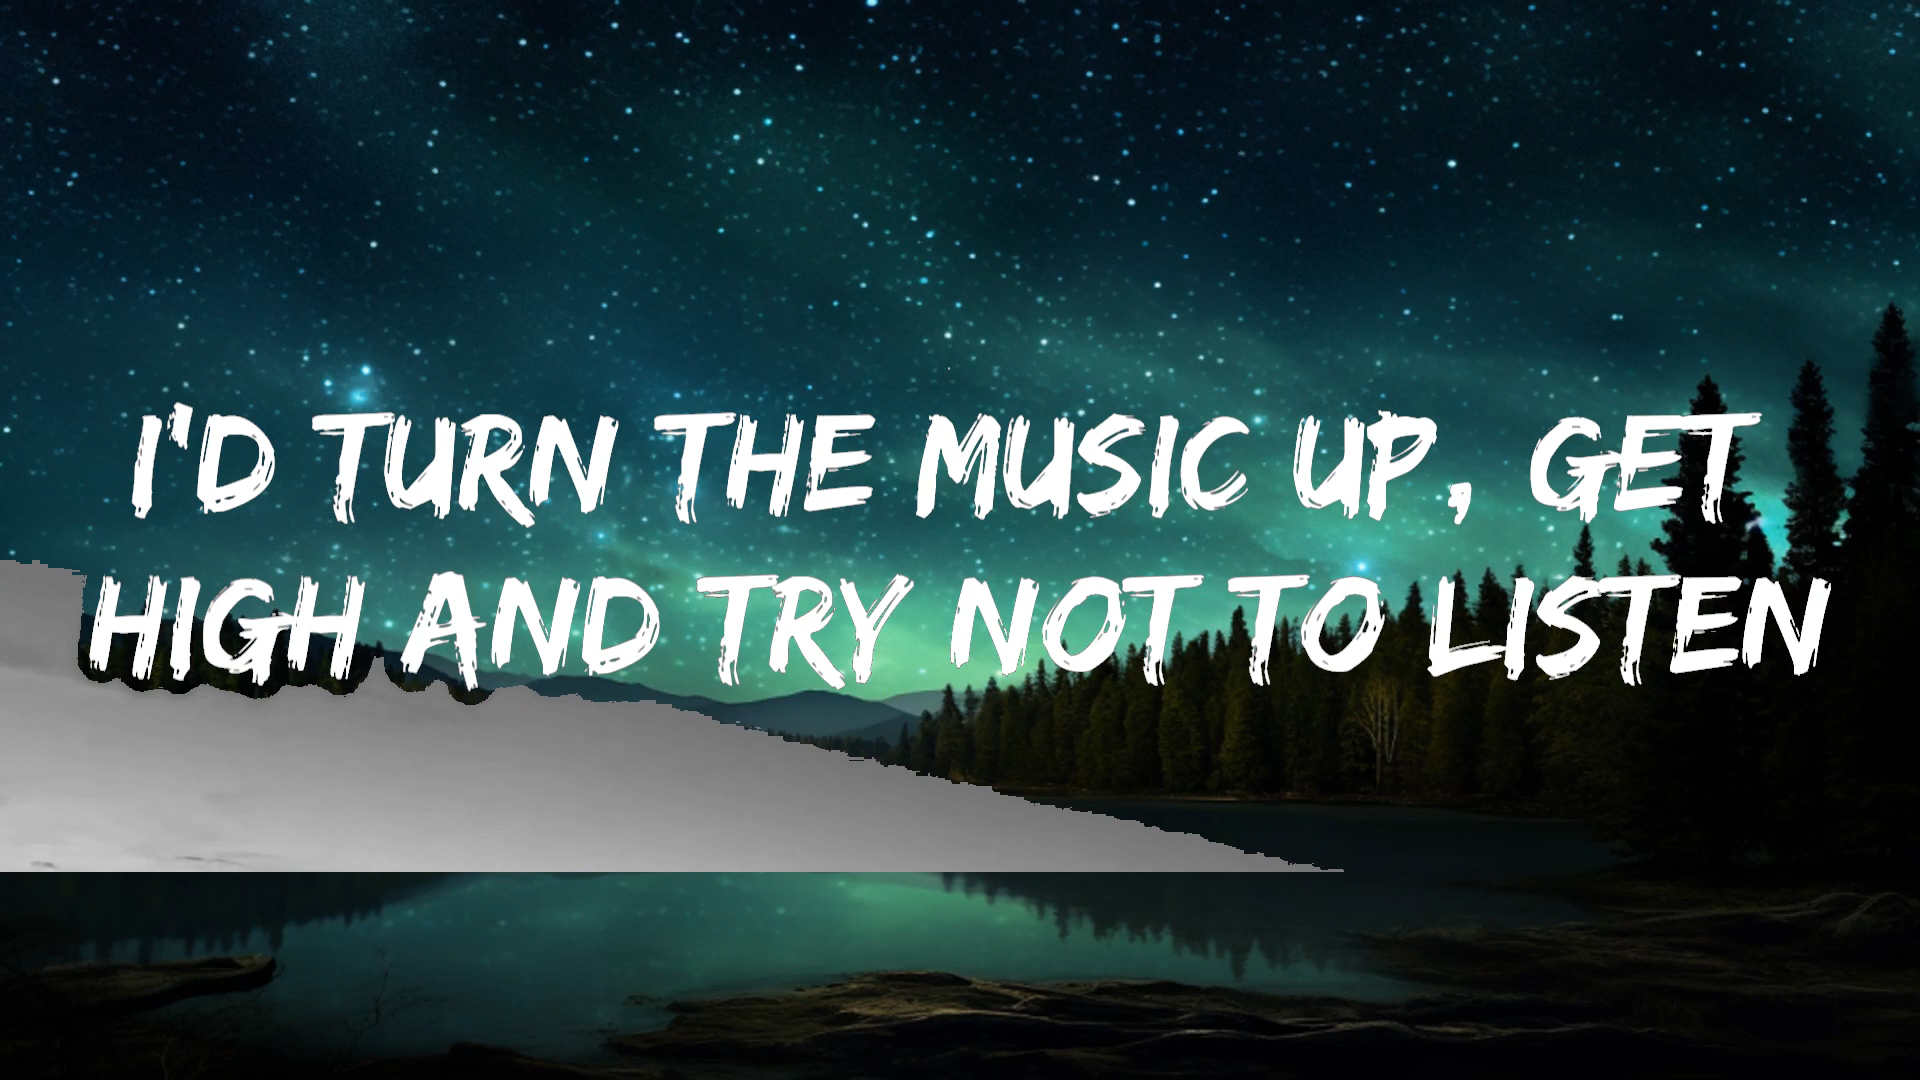 I'D TURN THE MUSIC UP, GET
HIGH AND TRY NOT TO LISTEN